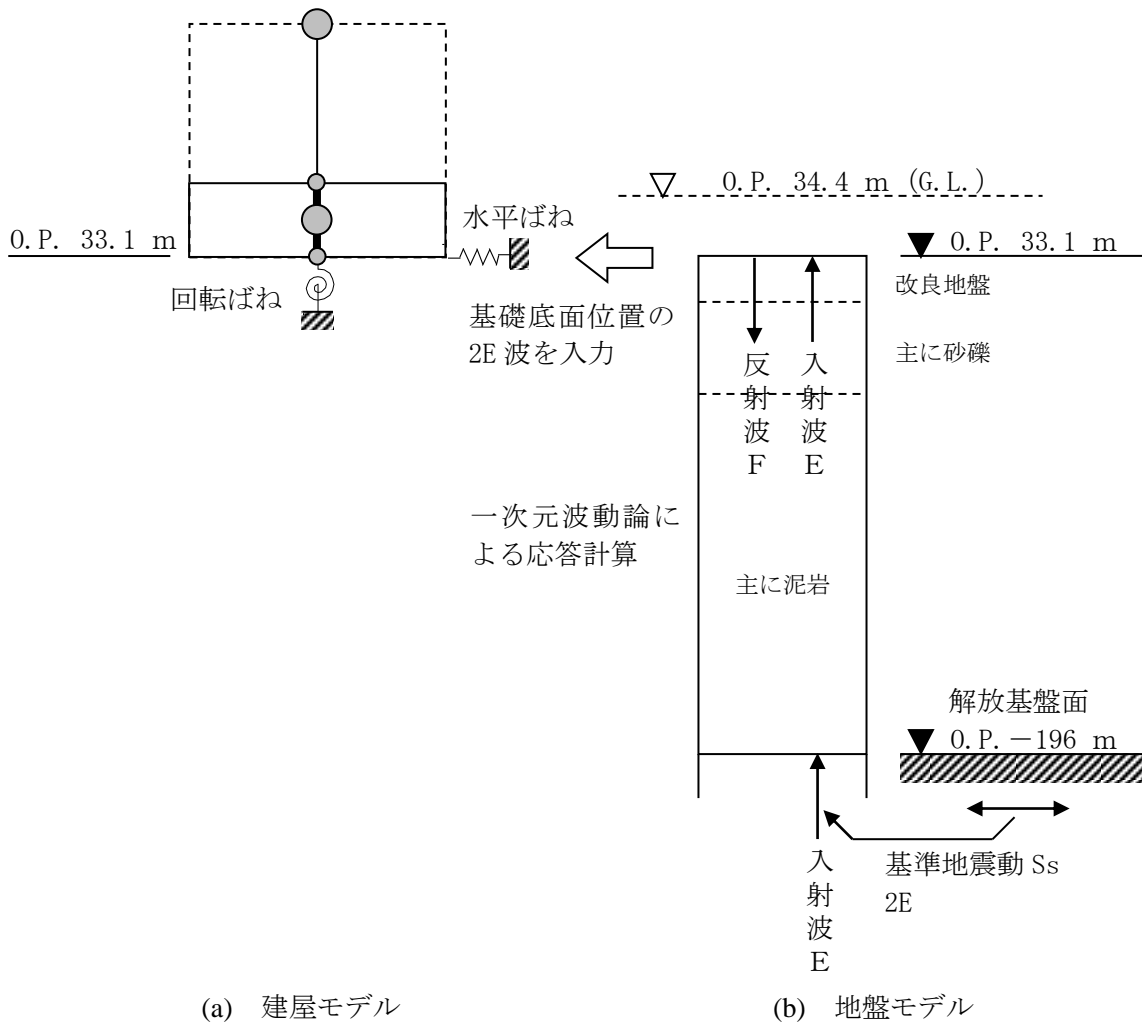 O.P. 34.4 m (G.L.)
水平ばね
O.P. 33.1 m
O.P. 33.1 m
回転ばね
改良地盤
基礎底面位置の
2E 波を入力
主に砂礫
反射波F
入射波E
一次元波動論に
よる応答計算
主に泥岩
解放基盤面
O.P.－196 m
基準地震動 Ss
2E
入射波E
(a) 建屋モデル
(b) 地盤モデル